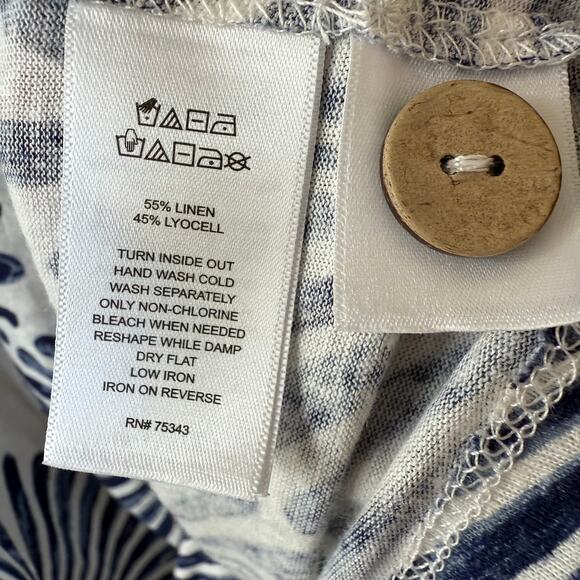 55% LINEN
45% LYOCELL
TURN INSIDE OUT
HAND WASH COLD
WASH SEPARATELY
ONLY NON-CHLORINE
BLEACH WHEN NEEDED
RESHAPE WHILE DAMP
DRY FLAT
LOW IRON
IRON ON REVERSE
RN# 75343